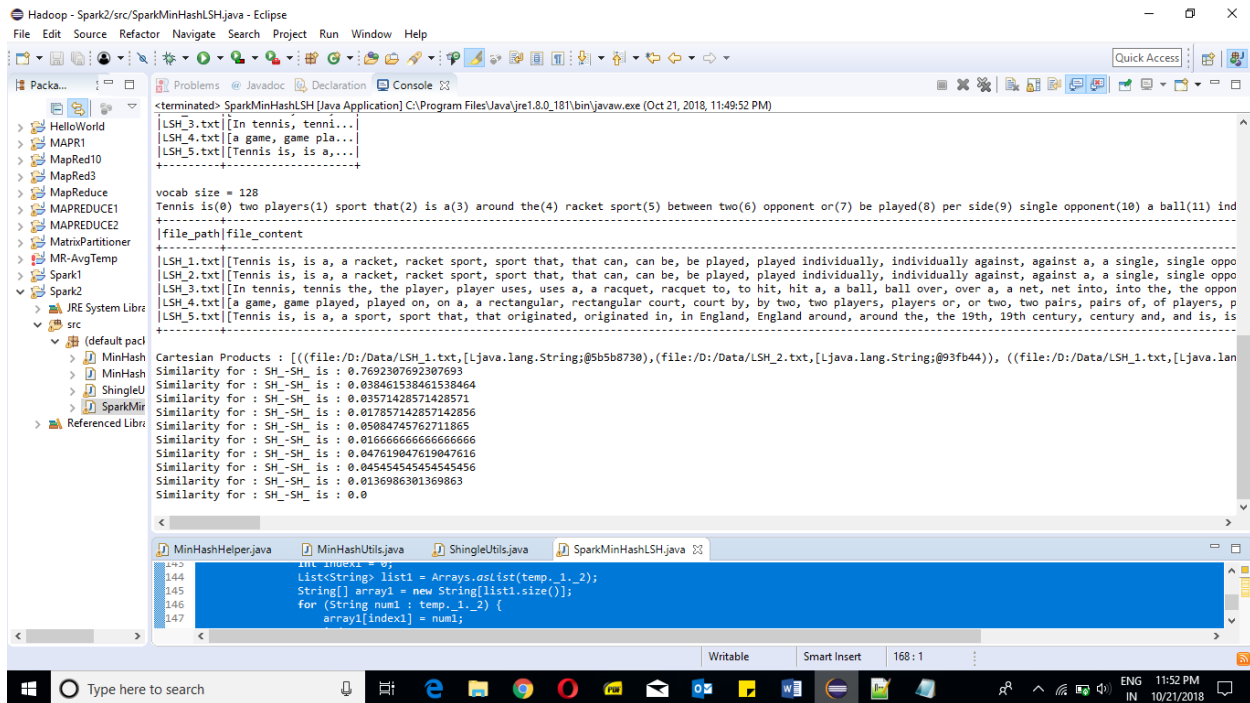 Hadoop - Spark2/src/SparkMinHashLSH.java - Eclipse
File Edit Source Refactor Navigate Search Project Run Window Help
Quick Access
Packa...
Problems @ Javadoc Declaration Console
<terminated> SparkMinHashLSH [Java Application] C:\Program Files\Java\jre1.8.0_181\bin\javaw.exe (Oct 21, 2018, 11:49:52 PM)
HelloWorld
MAPR1
MapRed10
MapRed3
MapReduce
MAPREDUCE1
MAPREDUCE2
MatrixPartitioner
MR-AvgTemp
Spark1
Spark2
JRE System Libra
src
(default pack
MinHash
MinHash
ShingleU
SparkMir
Referenced Libra
|LSH_3.txt|[In tennis, tenni...|
|LSH_4.txt|[a game, game pla...|
|LSH_5.txt|[Tennis is, is a,...|
+---------+--------------------+
vocab size = 128
Tennis is(0) two players(1) sport that(2) is a(3) around the(4) racket sport(5) between two(6) opponent or(7) be played(8) per side(9) single opponent(10) a ball(11) ind
|file_path|file_content
|LSH_1.txt|[Tennis is, is a, a racket, racket sport, sport that, that can, can be, be played, played individually, individually against, against a, a single, single oppo
|LSH_2.txt|[Tennis is, is a, a racket, racket sport, sport that, that can, can be, be played, played individually, individually against, against a, a single, single oppo
|LSH_3.txt|[In tennis, tennis the, the player, player uses, uses a, a racquet, racquet to, to hit, hit a, a ball, ball over, over a, a net, net into, into the, the oppon
|LSH_4.txt|[a game, game played, played on, on a, a rectangular, rectangular court, court by, by two, two players, players or, or two, two pairs, pairs of, of players, p
|LSH_5.txt|[Tennis is, is a, a sport, sport that, that originated, originated in, in England, England around, around the, the 19th, 19th century, century and, and is, is
Cartesian Products : [((file:/D:/Data/LSH_1.txt,[Ljava.lang.String;@5b5b8730),(file:/D:/Data/LSH_2.txt,[Ljava.lang.String;@93fb44)), ((file:/D:/Data/LSH_1.txt,[Ljava.lan
Similarity for : SH_-SH_ is : 0.7692307692307693
Similarity for : SH_-SH_ is : 0.038461538461538464
Similarity for : SH_-SH_ is : 0.03571428571428571
Similarity for : SH_-SH_ is : 0.017857142857142856
Similarity for : SH_-SH_ is : 0.05084745762711865
Similarity for : SH_-SH_ is : 0.016666666666666666
Similarity for : SH_-SH_ is : 0.047619047619047616
Similarity for : SH_-SH_ is : 0.045454545454545456
Similarity for : SH_-SH_ is : 0.0136986301369863
Similarity for : SH_-SH_ is : 0.0
MinHashHelper.java MinHashUtils.java ShingleUtils.java SparkMinHashLSH.java
143 int index1 = 0;
144 List<String> list1 = Arrays.asList(temp._1._2);
145 String[] array1 = new String[list1.size()];
146 for (String num1 : temp._1._2) {
147 array1[index1] = num1;
Writable Smart Insert 168 : 1
Type here to search
ENG 11:52 PM
IN 10/21/2018